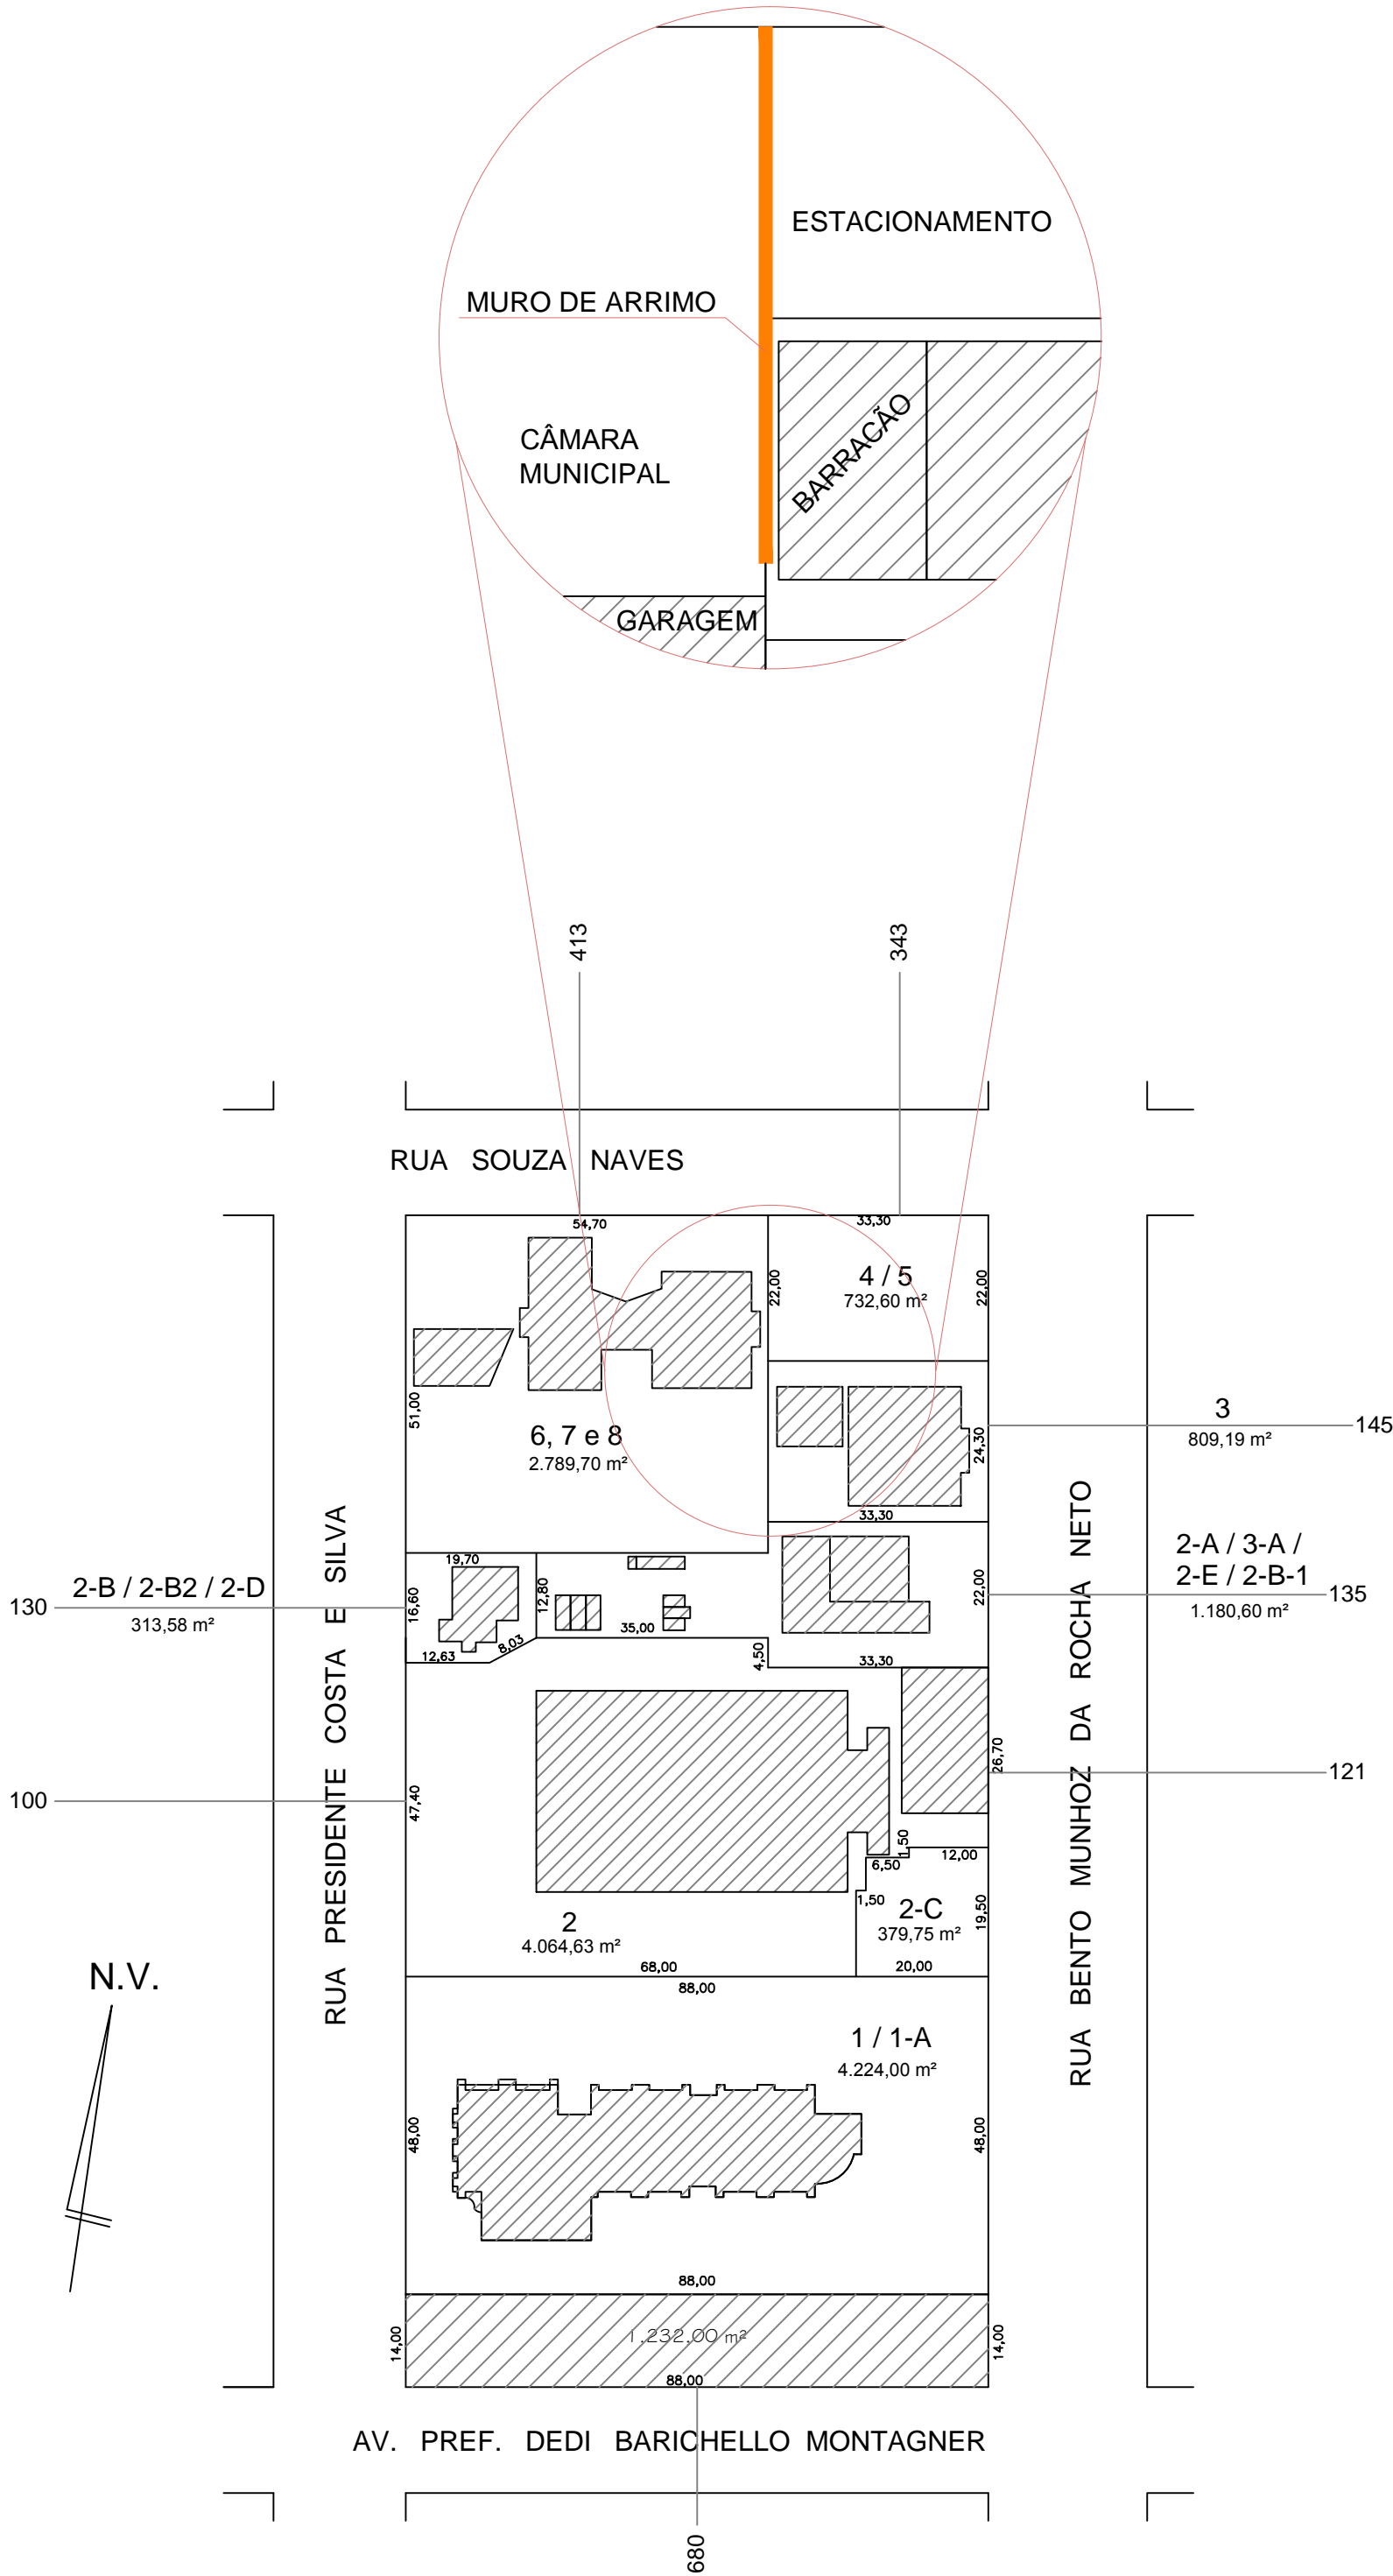 ESTACIONAMENTO
MURO DE ARRIMO
BARRACÃO
CÂMARA
MUNICIPAL
GARAGEM
413
343
RUA SOUZA NAVES
54,70
33,30
22,00
4 / 5
732,60 m²
22,00
51,00
6, 7 e 8
2.789,70 m²
24,30
3
809,19 m²
145
33,30
19,70
16,60
12,80
35,00
8,03
12,63
4,50
33,30
22,00
2-A / 3-A /
2-E / 2-B-1
1.180,60 m²
135
2-B / 2-B2 / 2-D
313,58 m²
130
RUA PRESIDENTE COSTA E SILVA
RUA BENTO MUNHOZ DA ROCHA NETO
26,70
121
100
47,40
1,50
12,00
6,50
1,50
2-C
379,75 m²
19,50
2
4.064,63 m²
68,00
20,00
88,00
N.V.
1 / 1-A
4.224,00 m²
48,00
48,00
88,00
14,00
1.232,00 m²
14,00
88,00
AV. PREF. DEDI BARICHELLO MONTAGNER
680